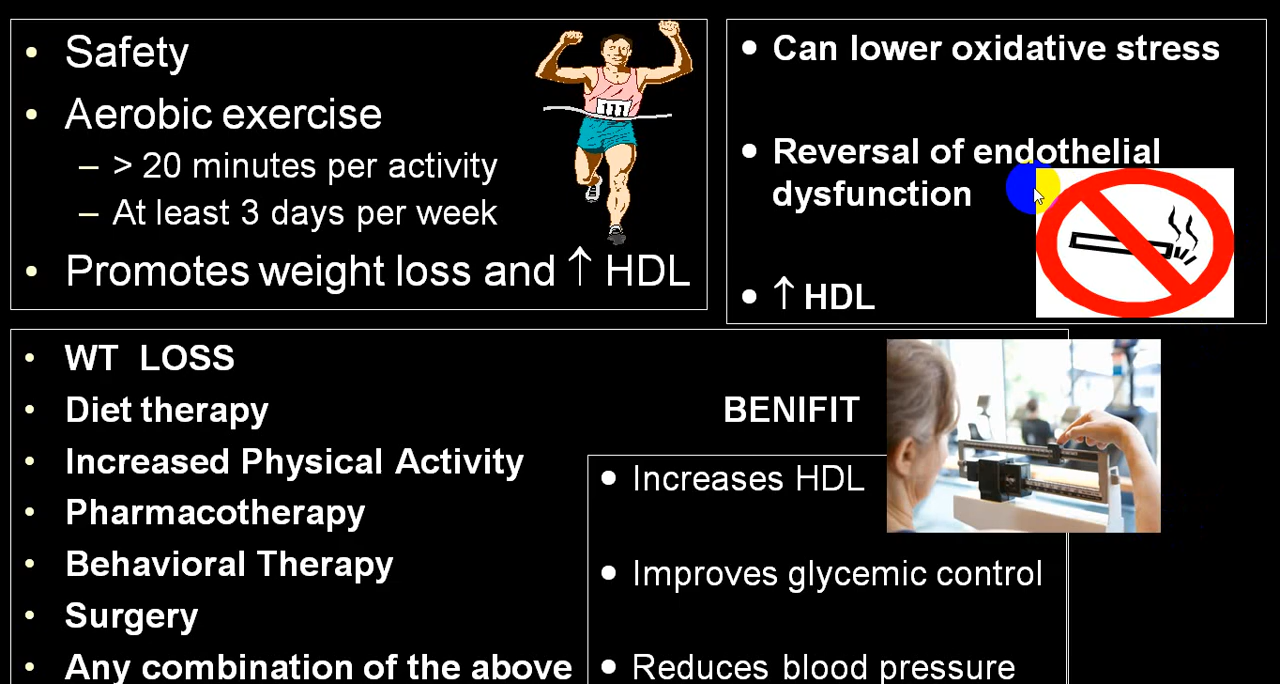 • Safety
• Aerobic exercise
– > 20 minutes per activity
– At least 3 days per week
• Promotes weight loss and ↑ HDL
111
• Can lower oxidative stress
• Reversal of endothelial
dysfunction
• ↑ HDL
• WT LOSS
• Diet therapy
• Increased Physical Activity
• Pharmacotherapy
• Behavioral Therapy
• Surgery
• Any combination of the above
BENIFIT
• Increases HDL
• Improves glycemic control
• Reduces blood pressure